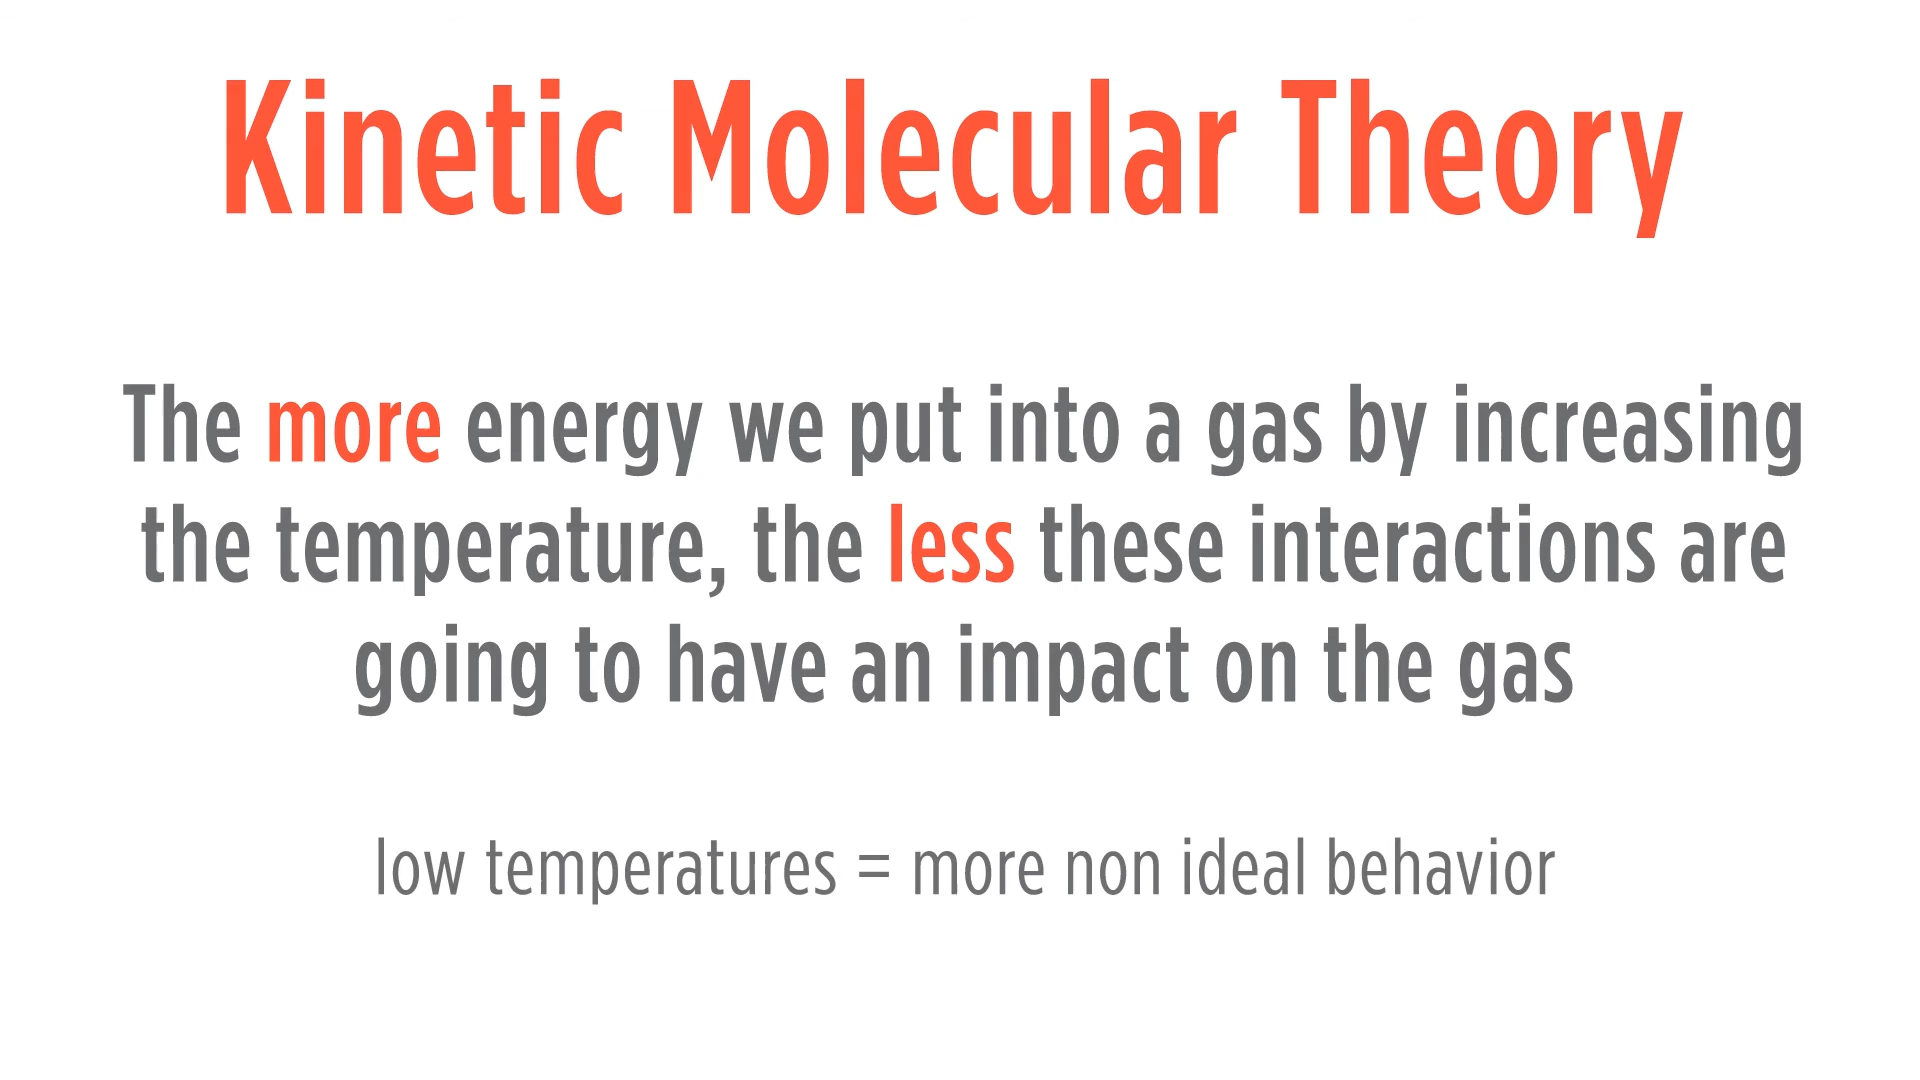 Kinetic Molecular Theory
The more energy we put into a gas by increasing
the temperature, the less these interactions are
going to have an impact on the gas
low temperatures = more non ideal behavior